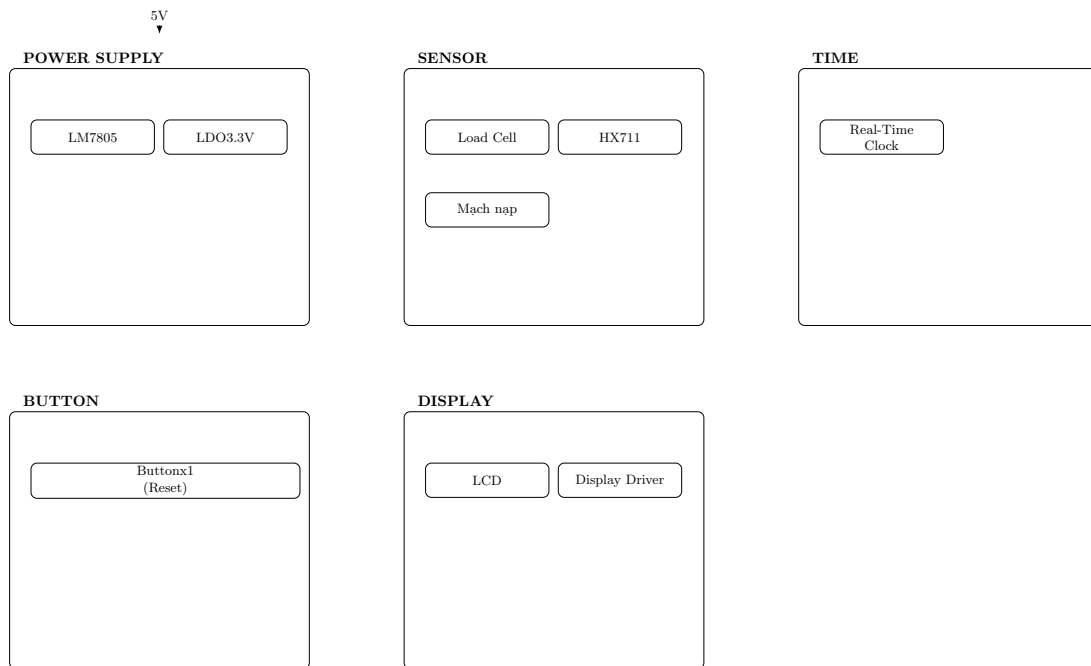 5V
POWER SUPPLY
LM7805
LDO3.3V
SENSOR
Load Cell
HX711
Mạch nạp
TIME
Real-Time
Clock
BUTTON
Buttonx1
(Reset)
DISPLAY
LCD
Display Driver